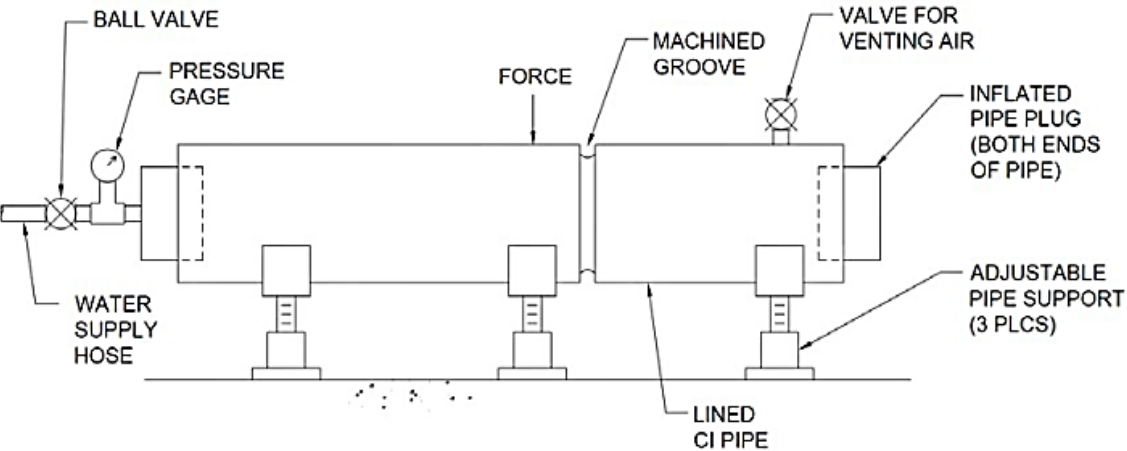 BALL VALVE
PRESSURE
GAGE
FORCE
MACHINED
GROOVE
VALVE FOR
VENTING AIR
INFLATED
PIPE PLUG
(BOTH ENDS
OF PIPE)
WATER
SUPPLY
HOSE
ADJUSTABLE
PIPE SUPPORT
(3 PLCS)
LINED
CI PIPE